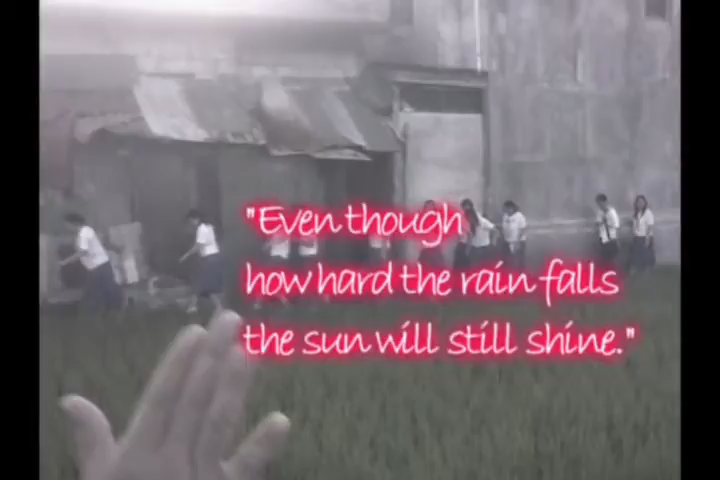 "Even though
how hard the rain falls
the sun will still shine."